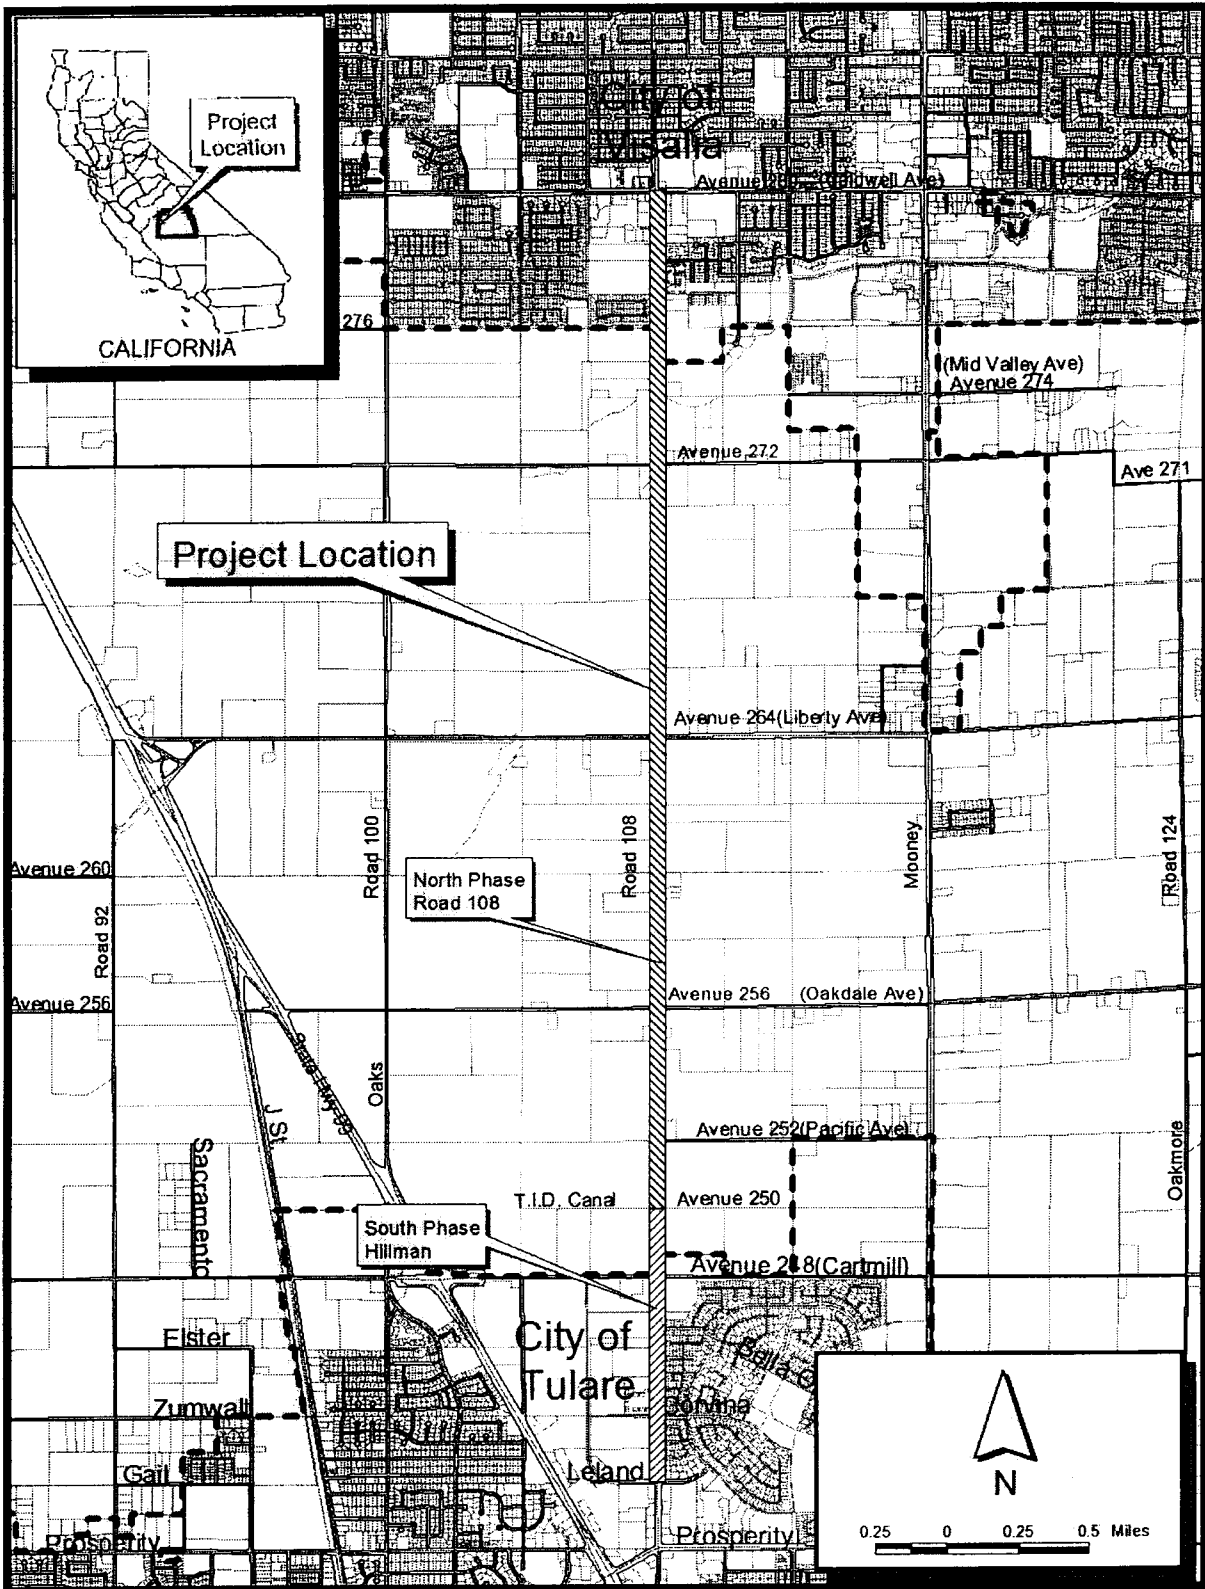 Project
Location
CALIFORNIA
City of
Visalia
(Caldwell Ave)
276
(Mid Valley Ave)
Avenue 274
Avenue 272
Ave 271
Project Location
Avenue 264(Liberty Ave)
Road 100
Road 108
Mooney
Road 124
Avenue 260
North Phase
Road 108
Road 92
Avenue 256
Avenue 256 (Oakdale Ave)
State Hwy 99
Oaks
J St
Avenue 252(Pacific Ave)
Sacramento
Oakmore
T.I.D. Canal
Avenue 250
South Phase
Hillman
Avenue 248(Cartmill)
Elster
City of
Tulare
Bella
Zumwalt
Corvina
Gail
Leland
Prosperity
Prosperity
N
0.25 0 0.25 0.5 Miles